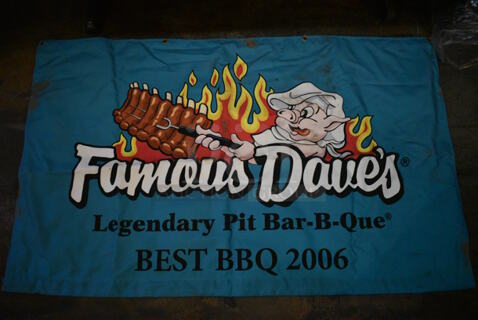 Famous Dave's®
Legendary Pit Bar-B-Que®
BEST BBQ 2006